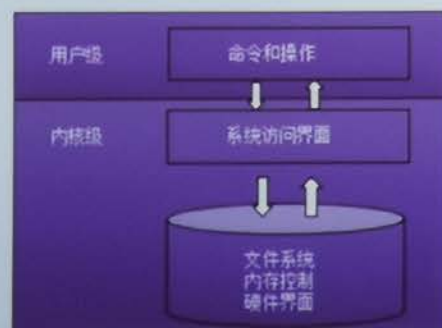 用户级
命令和操作
内核级
系统访问界面
文件系统
内存控制
硬件界面